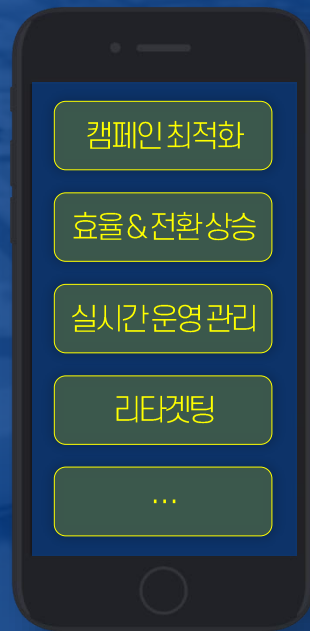 캠페인 최적화
효율 & 전환 상승
실시간 운영 관리
리타겟팅
...